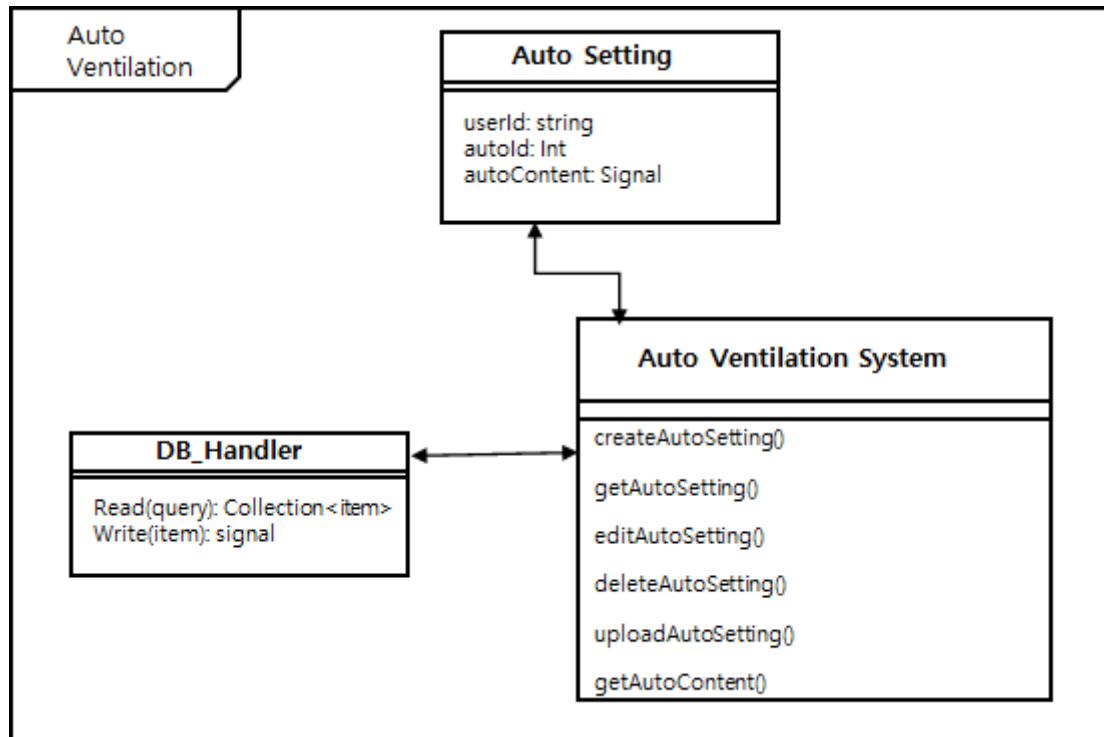 Auto
Ventilation
Auto Setting
userId: string
autoId: Int
autoContent: Signal
Auto Ventilation System
createAutoSetting()
getAutoSetting()
editAutoSetting()
deleteAutoSetting()
uploadAutoSetting()
getAutoContent()
DB_Handler
Read(query): Collection<item>
Write(item): signal